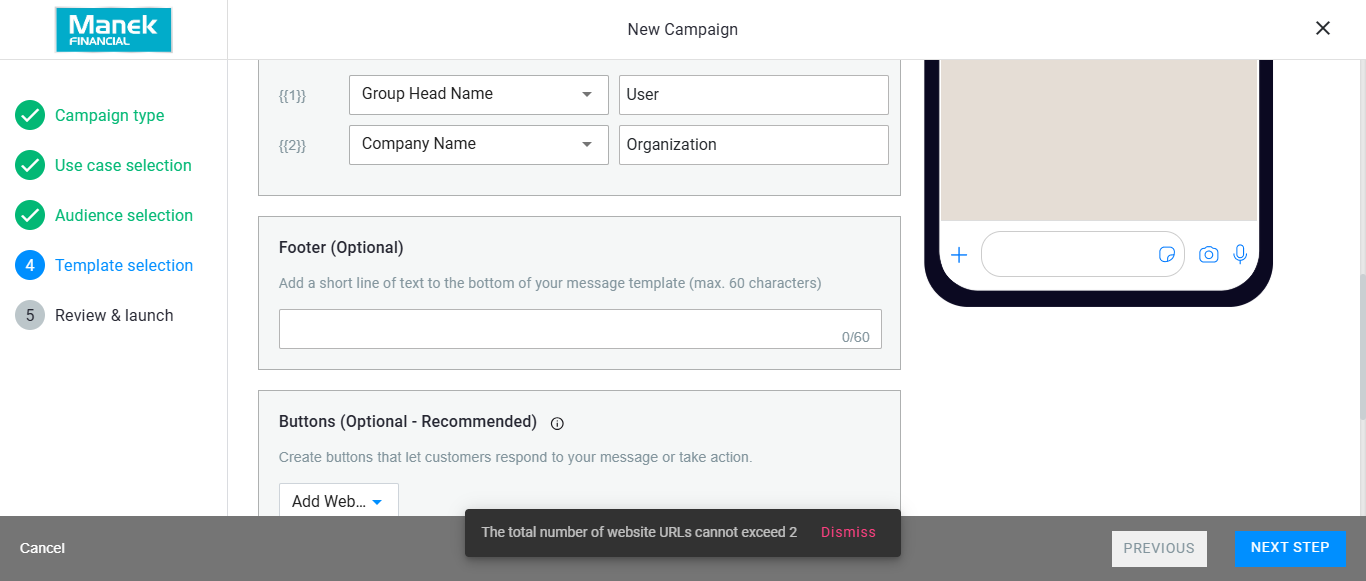 Manek
FINANCIAL
New Campaign
Campaign type
Use case selection
Audience selection
4 Template selection
5 Review & launch
{{1}} Group Head Name User
{{2}} Company Name Organization
Footer (Optional)
Add a short line of text to the bottom of your message template (max. 60 characters)
0/60
Buttons (Optional - Recommended)
Create buttons that let customers respond to your message or take action.
Add Web...
The total number of website URLs cannot exceed 2 Dismiss
Cancel PREVIOUS NEXT STEP